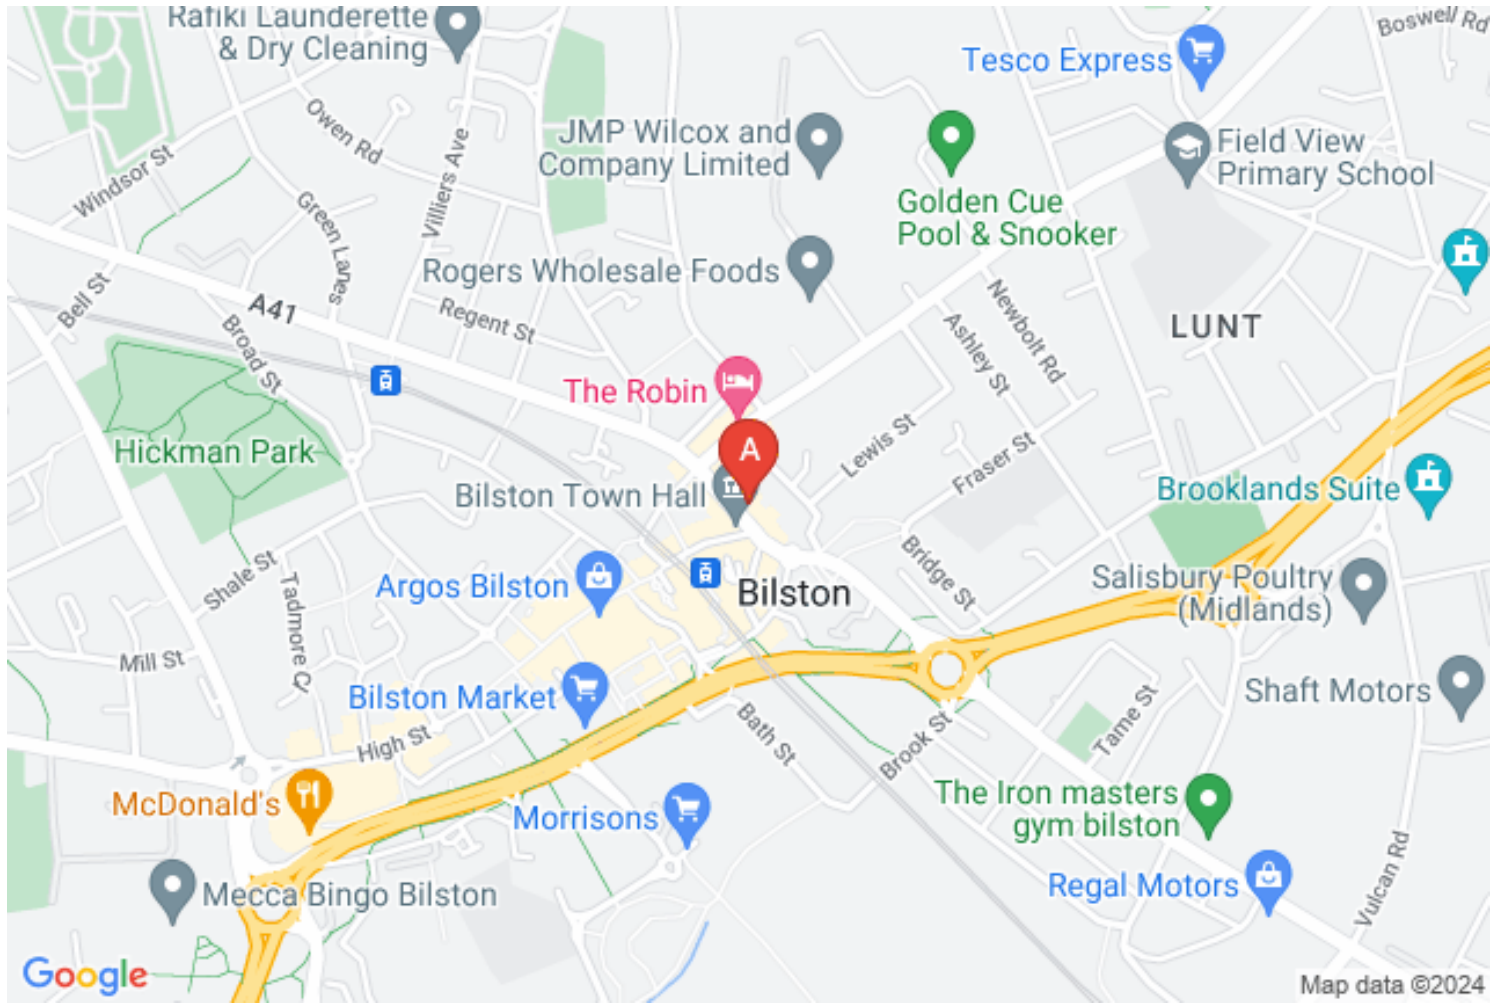 Rafiki Launderette
& Dry Cleaning
Boswell Rd
Tesco Express
Owen Rd
JMP Wilcox and
Company Limited
Field View
Primary School
Windsor St
Villiers Ave
Green Lanes
Golden Cue
Pool & Snooker
Rogers Wholesale Foods
Bell St
A41
Regent St
Newbolt Rd
Ashley St
LUNT
Broad St
The Robin
A
Hickman Park
Lewis St
Fraser St
Bilston Town Hall
Brooklands Suite
Shale St
Tadmore Cl
Argos Bilston
Bilston
Bridge St
Salisbury Poultry
(Midlands)
Mill St
Bilston Market
Shaft Motors
High St
Bath St
Brook St
Tame St
McDonald's
Morrisons
The Iron masters
gym bilston
Mecca Bingo Bilston
Regal Motors
Vulcan Rd
Google
Map data ©2024